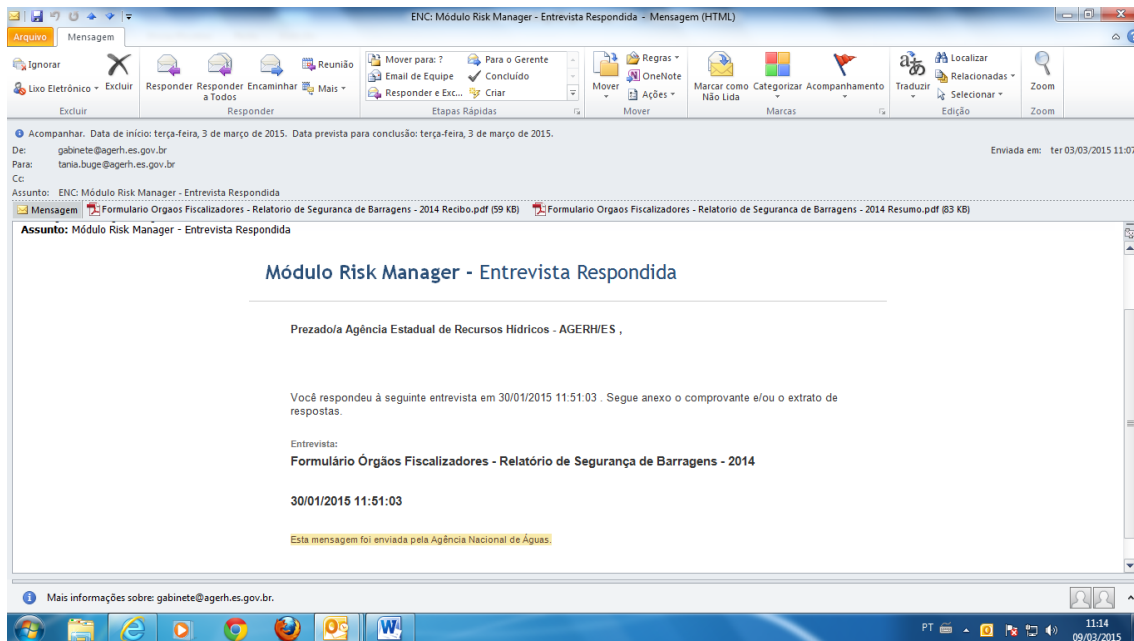 ENC: Módulo Risk Manager - Entrevista Respondida - Mensagem (HTML)
Arquivo Mensagem
Ignorar
Lixo Eletrônico
Excluir
Responder Responder a Todos Encaminhar
Reunião
Mais
Mover para: ?
Para o Gerente
Email de Equipe
Concluído
Responder e Exc...
Criar
Mover
Regras
OneNote
Ações
Marcar como Não Lida
Categorizar
Acompanhamento
Traduzir
Localizar
Relacionadas
Selecionar
Zoom
Excluir Responder Etapas Rápidas Mover Marcas Edição Zoom
Acompanhar. Data de início: terça-feira, 3 de março de 2015. Data prevista para conclusão: terça-feira, 3 de março de 2015.
De: gabinete@agerh.es.gov.br Enviada em: ter 03/03/2015 11:07
Para: tania.buge@agerh.es.gov.br
Cc:
Assunto: ENC: Módulo Risk Manager - Entrevista Respondida
Mensagem Formulario Orgaos Fiscalizadores - Relatorio de Seguranca de Barragens - 2014 Recibo.pdf (59 KB) Formulario Orgaos Fiscalizadores - Relatorio de Seguranca de Barragens - 2014 Resumo.pdf (83 KB)
Assunto: Módulo Risk Manager - Entrevista Respondida
Módulo Risk Manager - Entrevista Respondida
Prezado/a Agência Estadual de Recursos Hídricos - AGERH/ES ,
Você respondeu à seguinte entrevista em 30/01/2015 11:51:03 . Segue anexo o comprovante e/ou o extrato de
respostas.
Entrevista:
Formulário Órgãos Fiscalizadores - Relatório de Segurança de Barragens - 2014
30/01/2015 11:51:03
Esta mensagem foi enviada pela Agência Nacional de Águas.
Mais informações sobre: gabinete@agerh.es.gov.br.
PT
11:14
09/03/2015